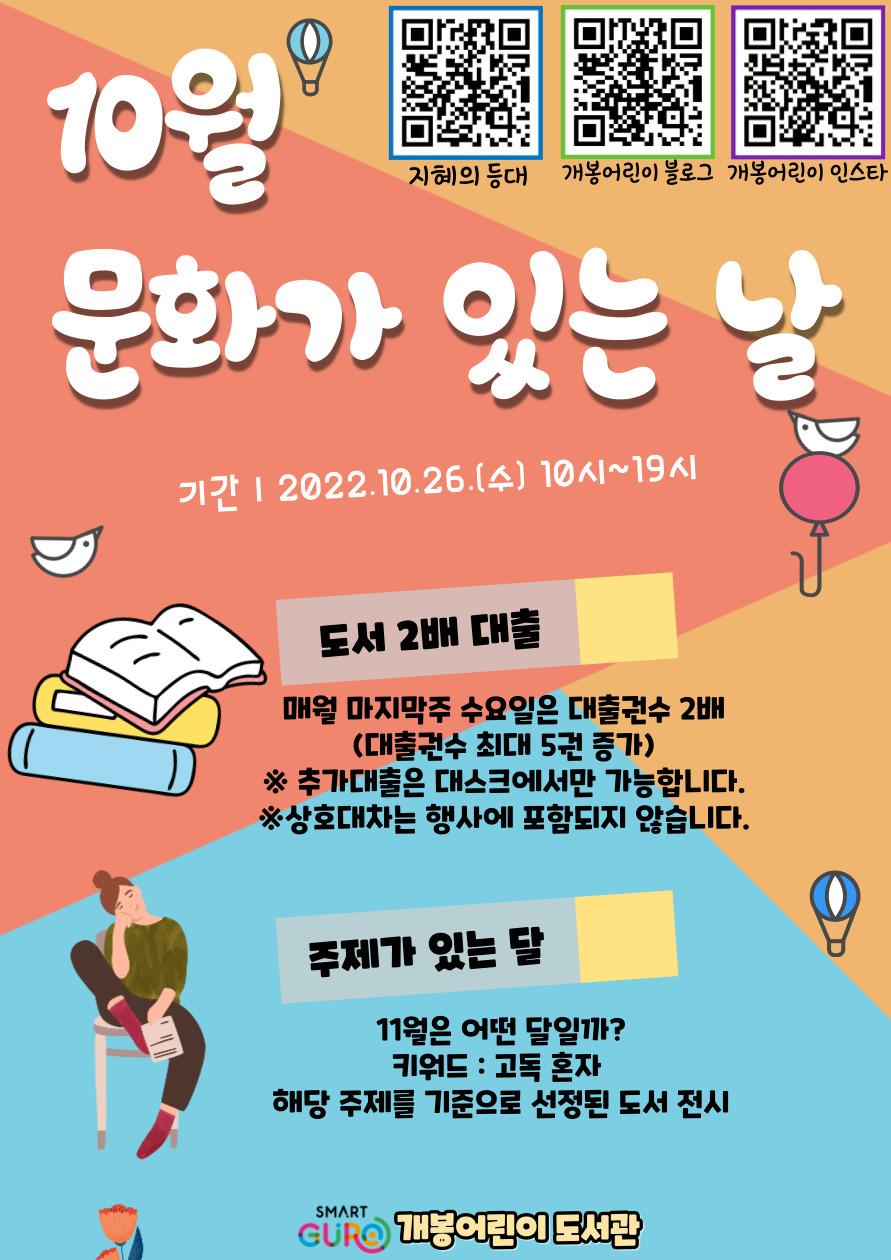 10월
지혜의 등대
개봉어린이 블로그
개봉어린이 인스타
문화가 있는 날
기간 | 2022.10.26.(수) 10시~19시
도서 2배 대출
매월 마지막주 수요일은 대출권수 2배
(대출권수 최대 5권 증가)
※ 추가대출은 대스크에서만 가능합니다.
※상호대차는 행사에 포함되지 않습니다.
주제가 있는 달
11월은 어떤 달일까?
키워드 : 고독 혼자
해당 주제를 기준으로 선정된 도서 전시
SMART
GURO
개봉어린이 도서관